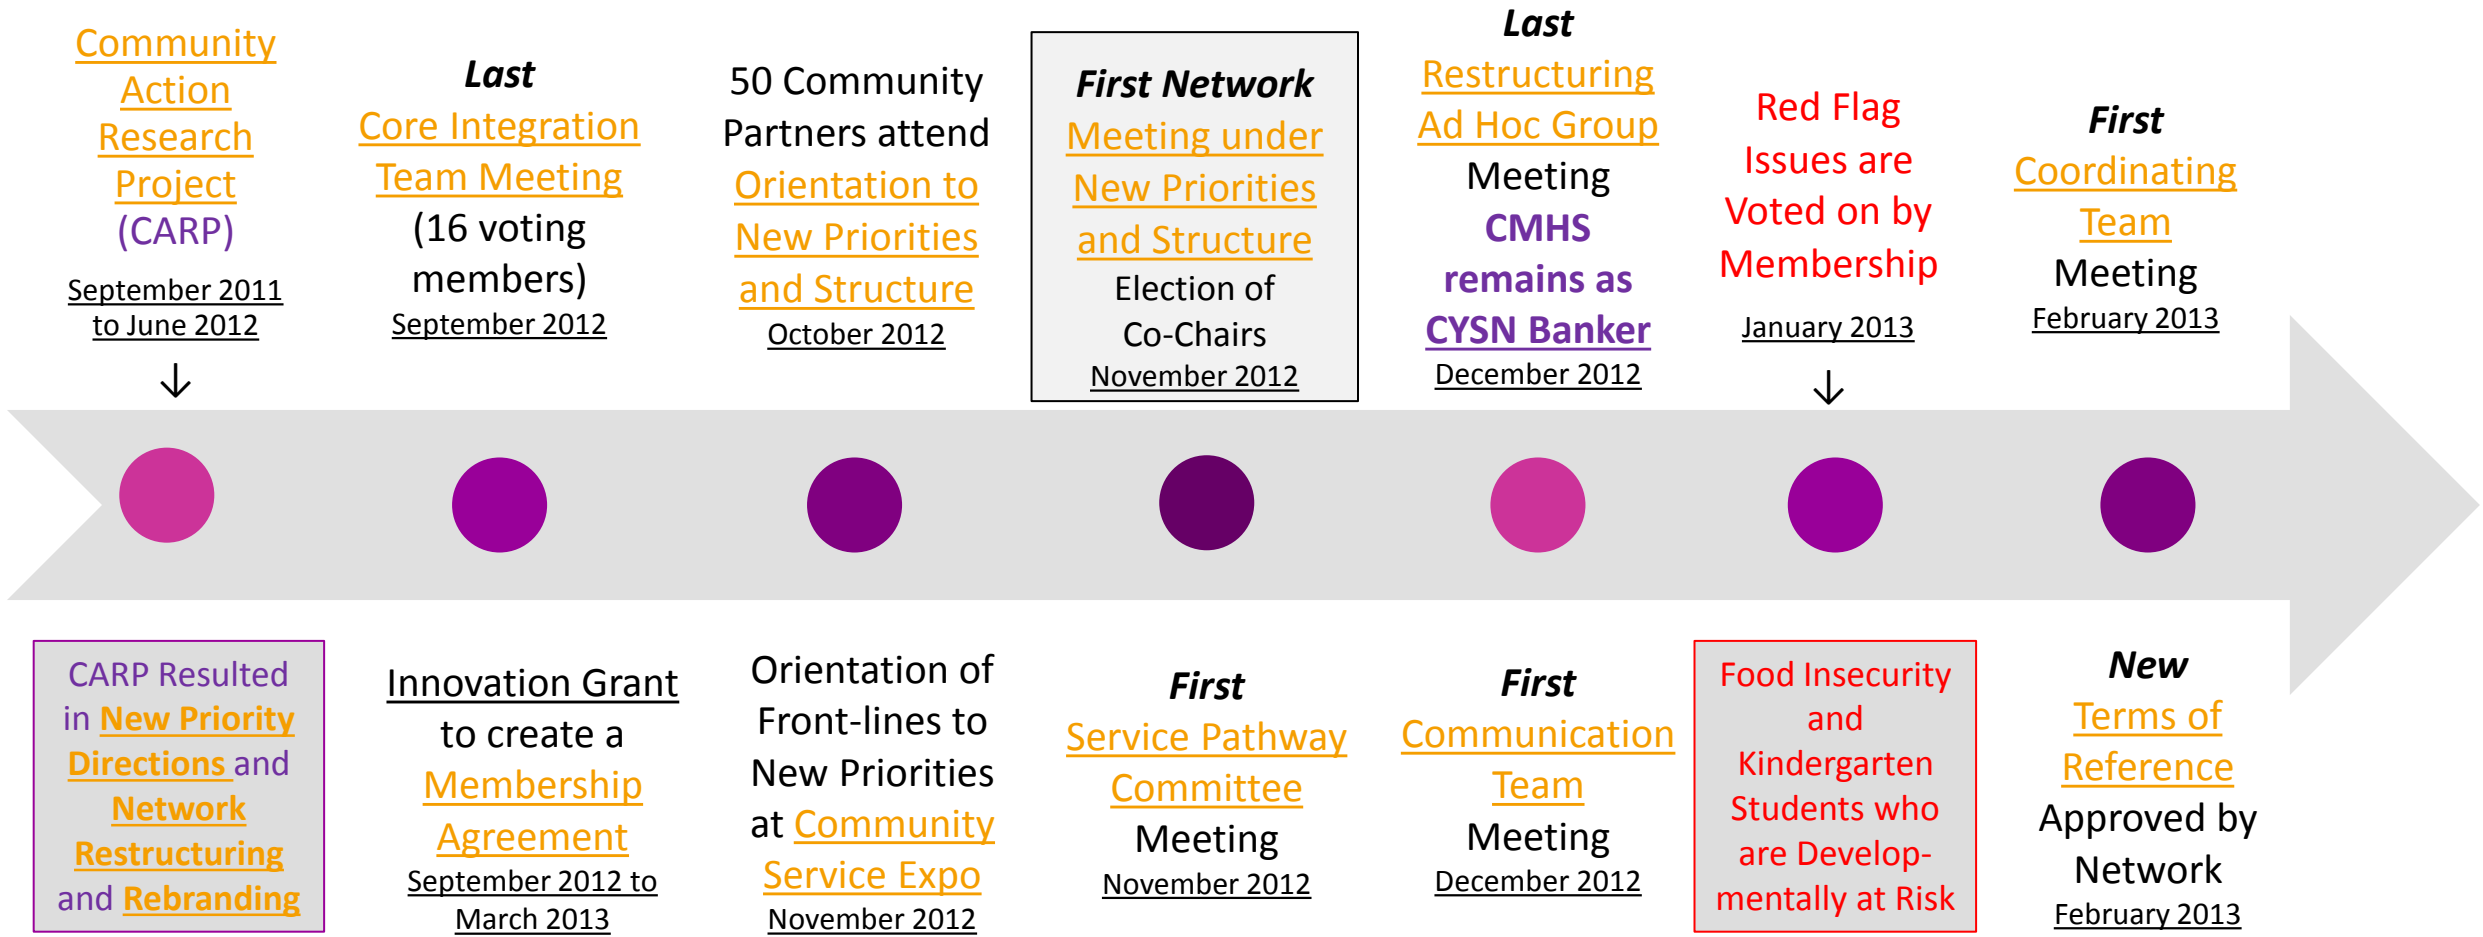 Community
Action
Research
Project
(CARP)
September 2011
to June 2012
↓
Last
Core Integration
Team Meeting
(16 voting
members)
September 2012
50 Community
Partners attend
Orientation to
New Priorities
and Structure
October 2012
First Network
Meeting under
New Priorities
and Structure
Election of
Co-Chairs
November 2012
Last
Restructuring
Ad Hoc Group
Meeting
CMHS
remains as
CYSN Banker
December 2012
Red Flag
Issues are
Voted on by
Membership
January 2013
↓
First
Coordinating
Team
Meeting
February 2013
CARP Resulted
in New Priority
Directions and
Network
Restructuring
and Rebranding
Innovation Grant
to create a
Membership
Agreement
September 2012 to
March 2013
Orientation of
Front-lines to
New Priorities
at Community
Service Expo
November 2012
First
Service Pathway
Committee
Meeting
November 2012
First
Communication
Team
Meeting
December 2012
Food Insecurity
and
Kindergarten
Students who
are Develop-
mentally at Risk
New
Terms of
Reference
Approved by
Network
February 2013